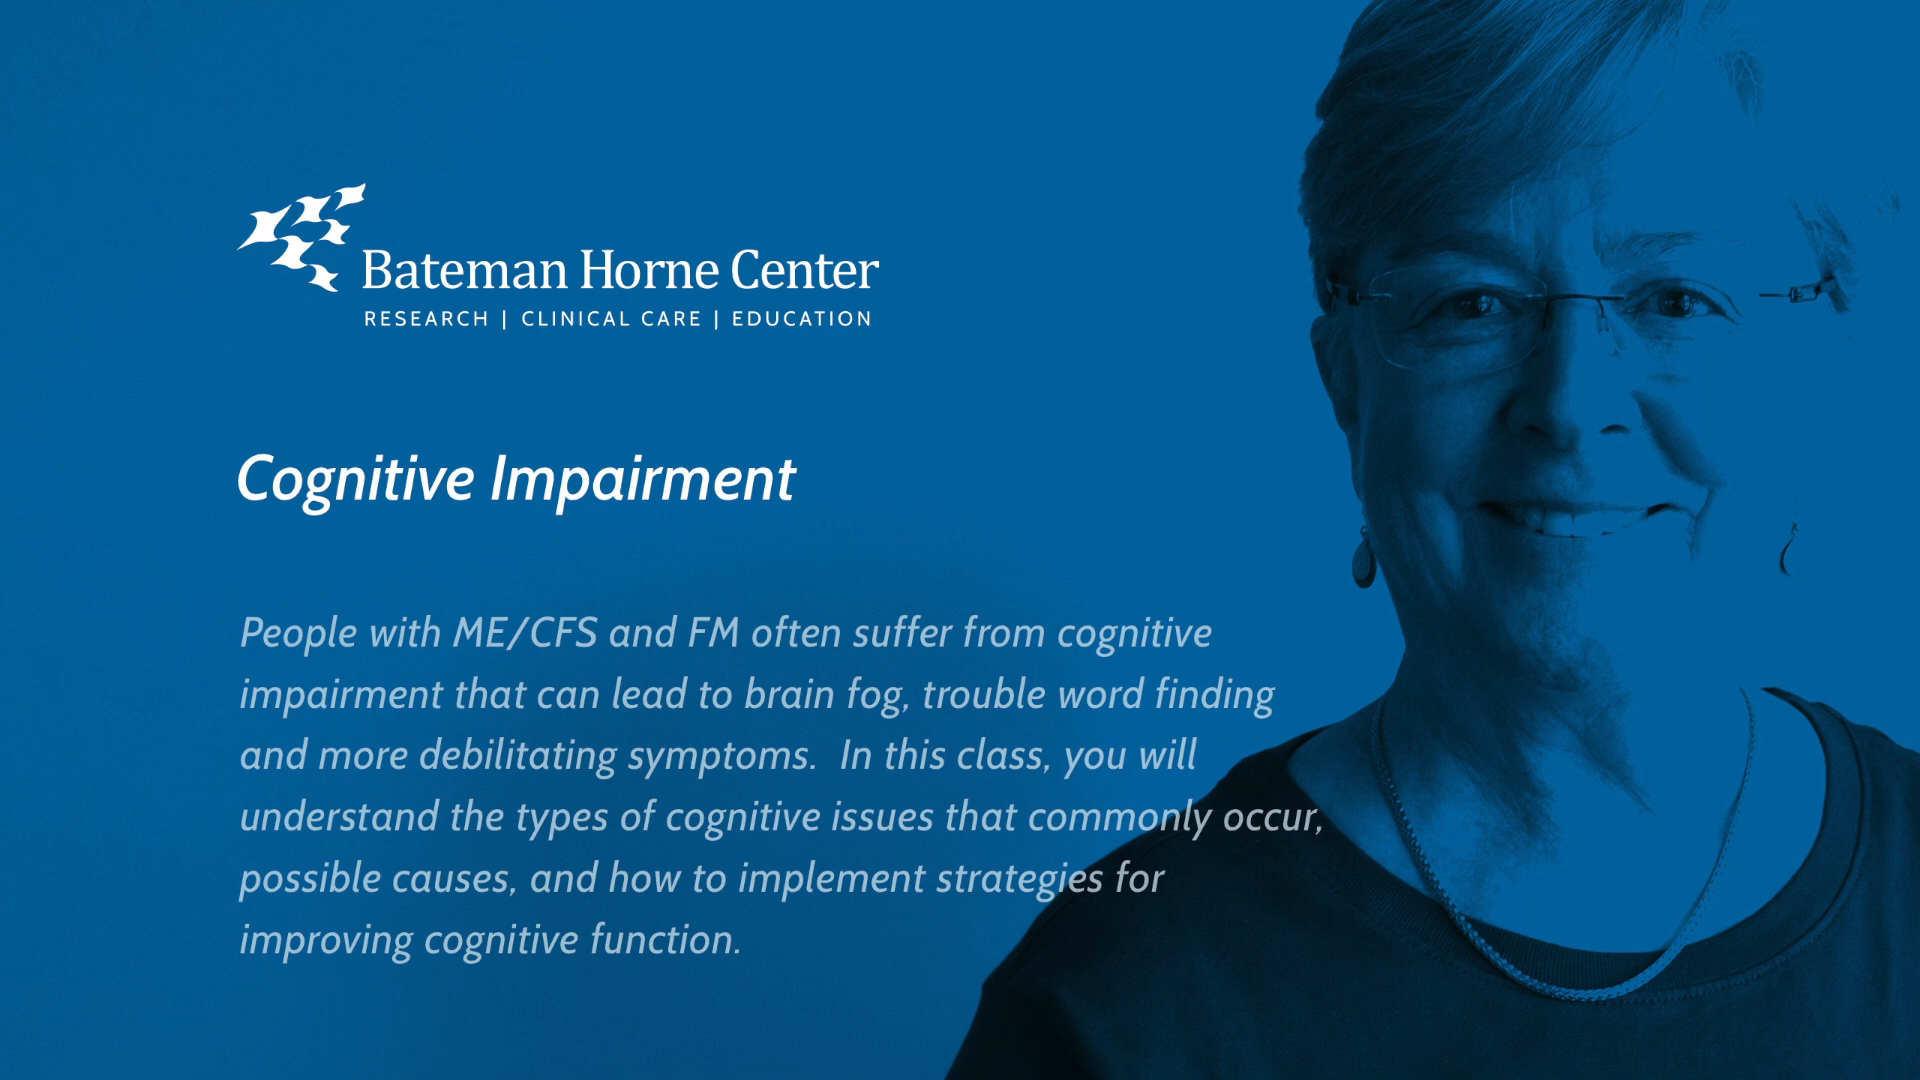 Bateman Horne Center
RESEARCH | CLINICAL CARE | EDUCATION
Cognitive Impairment
People with ME/CFS and FM often suffer from cognitive
impairment that can lead to brain fog, trouble word finding
and more debilitating symptoms.  In this class, you will
understand the types of cognitive issues that commonly occur,
possible causes, and how to implement strategies for
improving cognitive function.